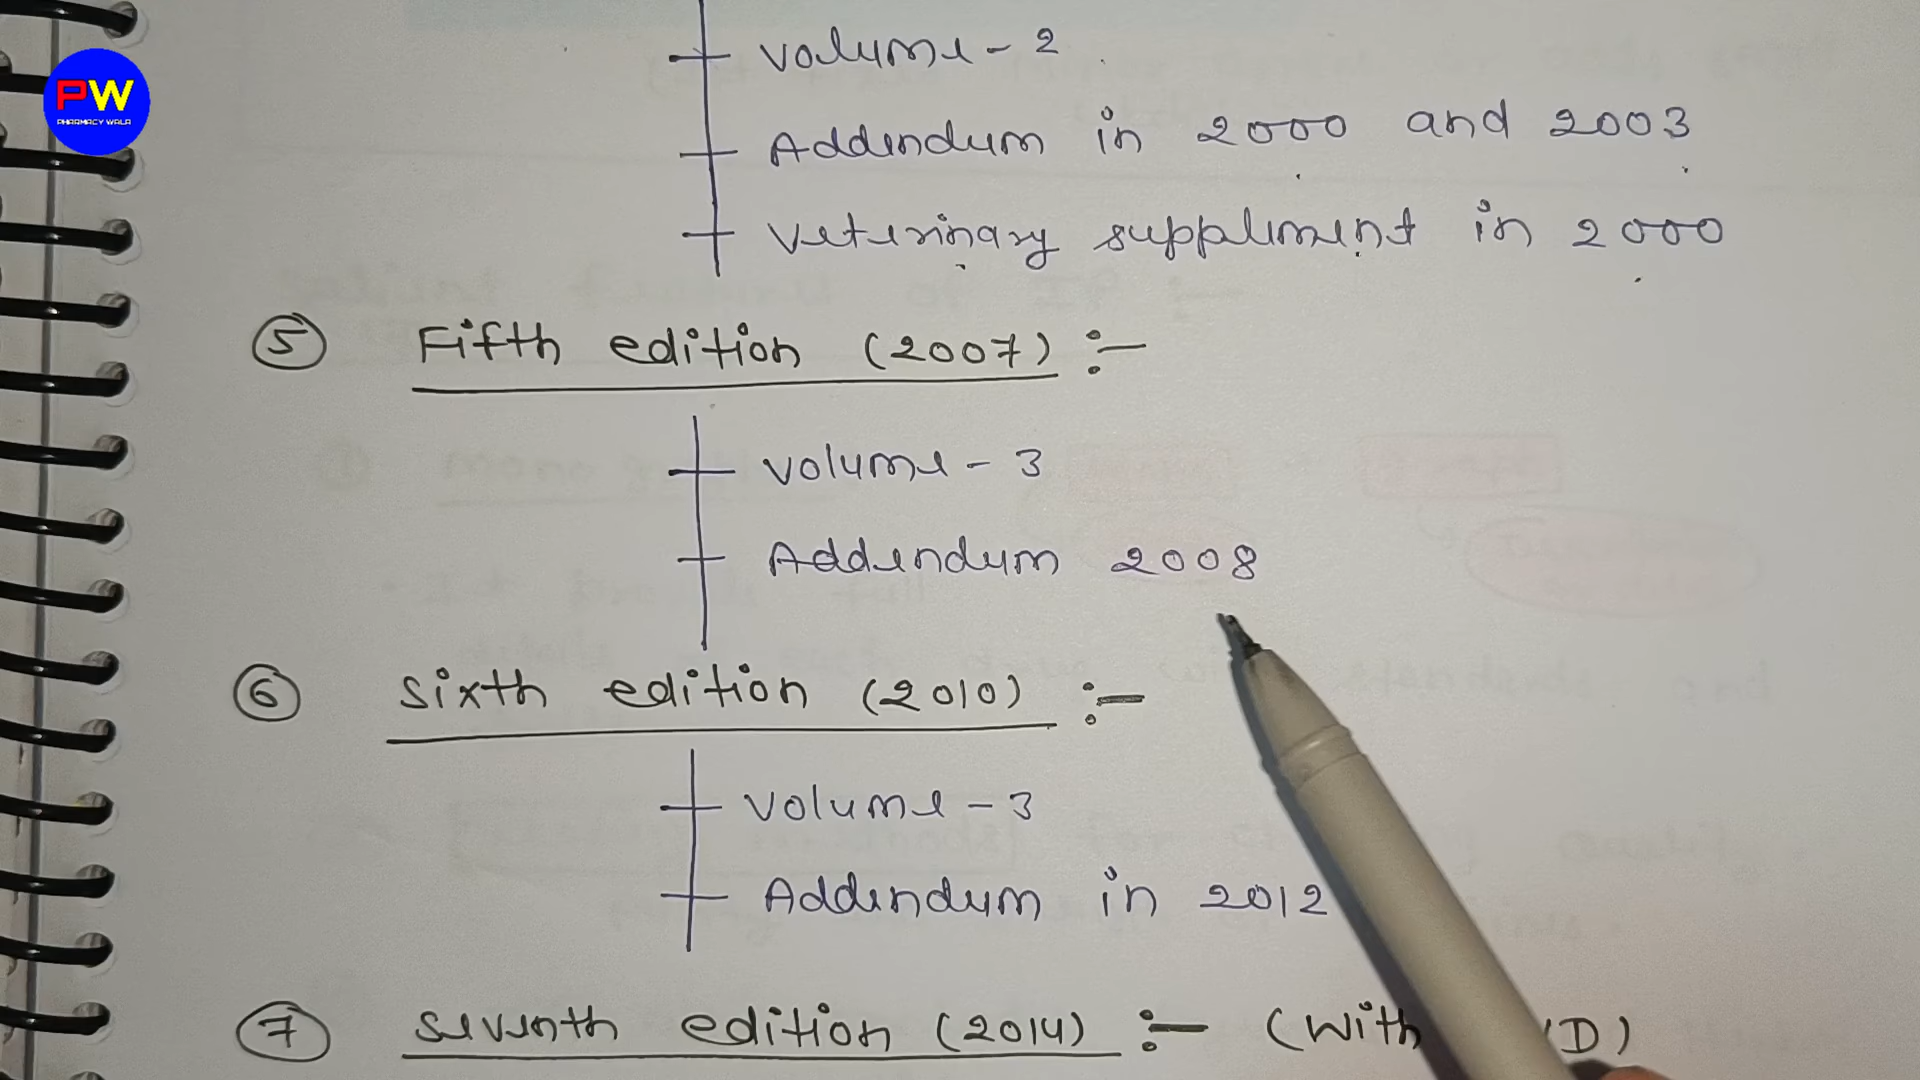 PW
PHARMACY WALA
Volume - 2
Addendum in 2000 and 2003
Veterinary suppliment in 2000
5 Fifth edition (2007) :-
Volume - 3
Addendum 2008
6 Sixth edition (2010) :-
Volume - 3
Addendum in 2012
7 Seventh edition (2014) :- (with D)